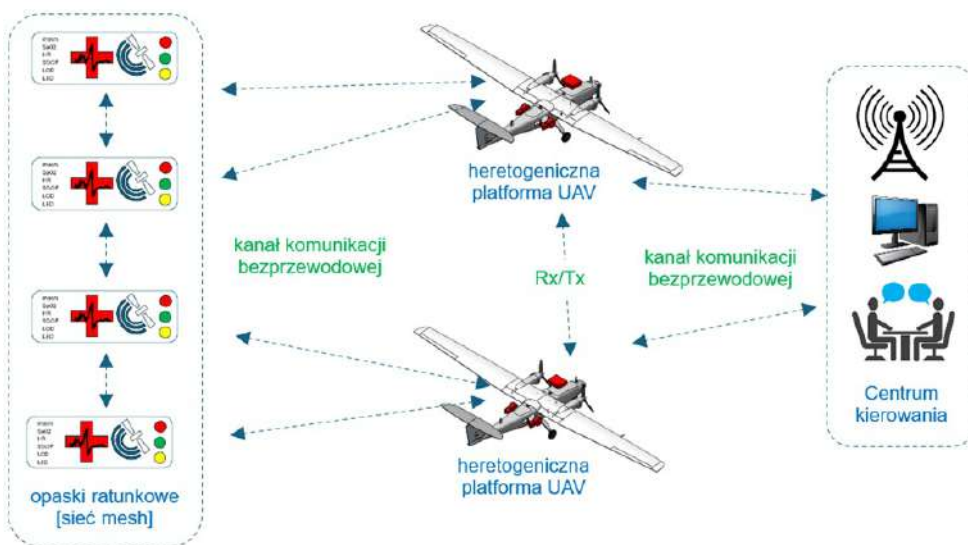 heretogeniczna
platforma UAV
kanał komunikacji
bezprzewodowej
Rx/Tx
kanał komunikacji
bezprzewodowej
Centrum
kierowania
heretogeniczna
platforma UAV
opaski ratunkowe
[sieć mesh]